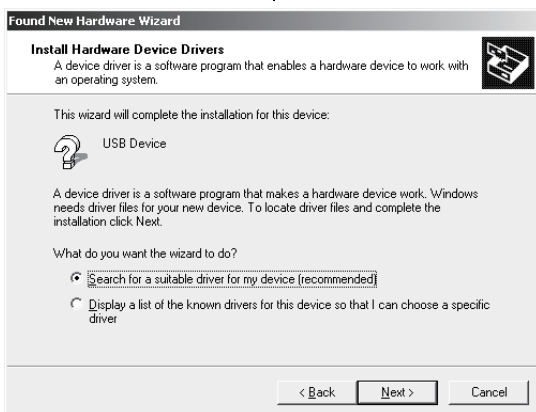 Found New Hardware Wizard
Install Hardware Device Drivers
A device driver is a software program that enables a hardware device to work with
an operating system.
This wizard will complete the installation for this device:
USB Device
A device driver is a software program that makes a hardware device work. Windows
needs driver files for your new device. To locate driver files and complete the
installation click Next.
What do you want the wizard to do?
Search for a suitable driver for my device (recommended)
Display a list of the known drivers for this device so that I can choose a specific
driver
< Back Next > Cancel